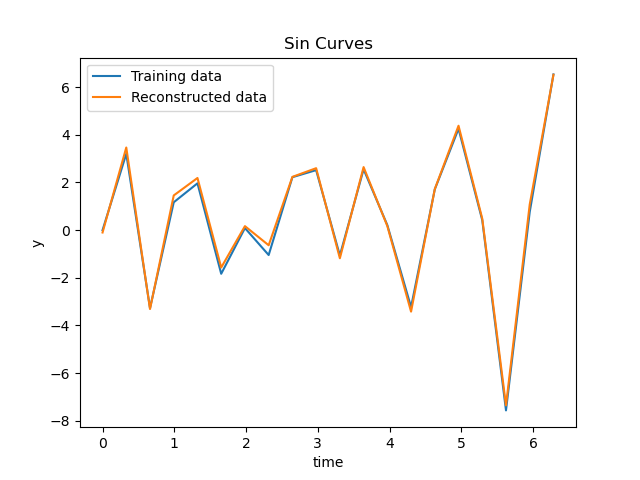 Sin Curves
Training data
Reconstructed data
6
4
2
0
−2
−4
−6
−8
y
0 1 2 3 4 5 6
time